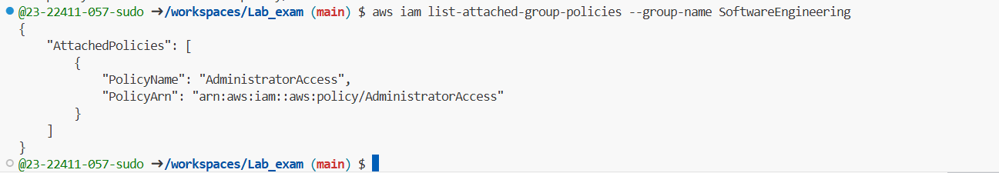 @23-22411-057-sudo ➜/workspaces/Lab_exam (main) $ aws iam list-attached-group-policies --group-name SoftwareEngineering
{
    "AttachedPolicies": [
        {
            "PolicyName": "AdministratorAccess",
            "PolicyArn": "arn:aws:iam::aws:policy/AdministratorAccess"
        }
    ]
}
@23-22411-057-sudo ➜/workspaces/Lab_exam (main) $